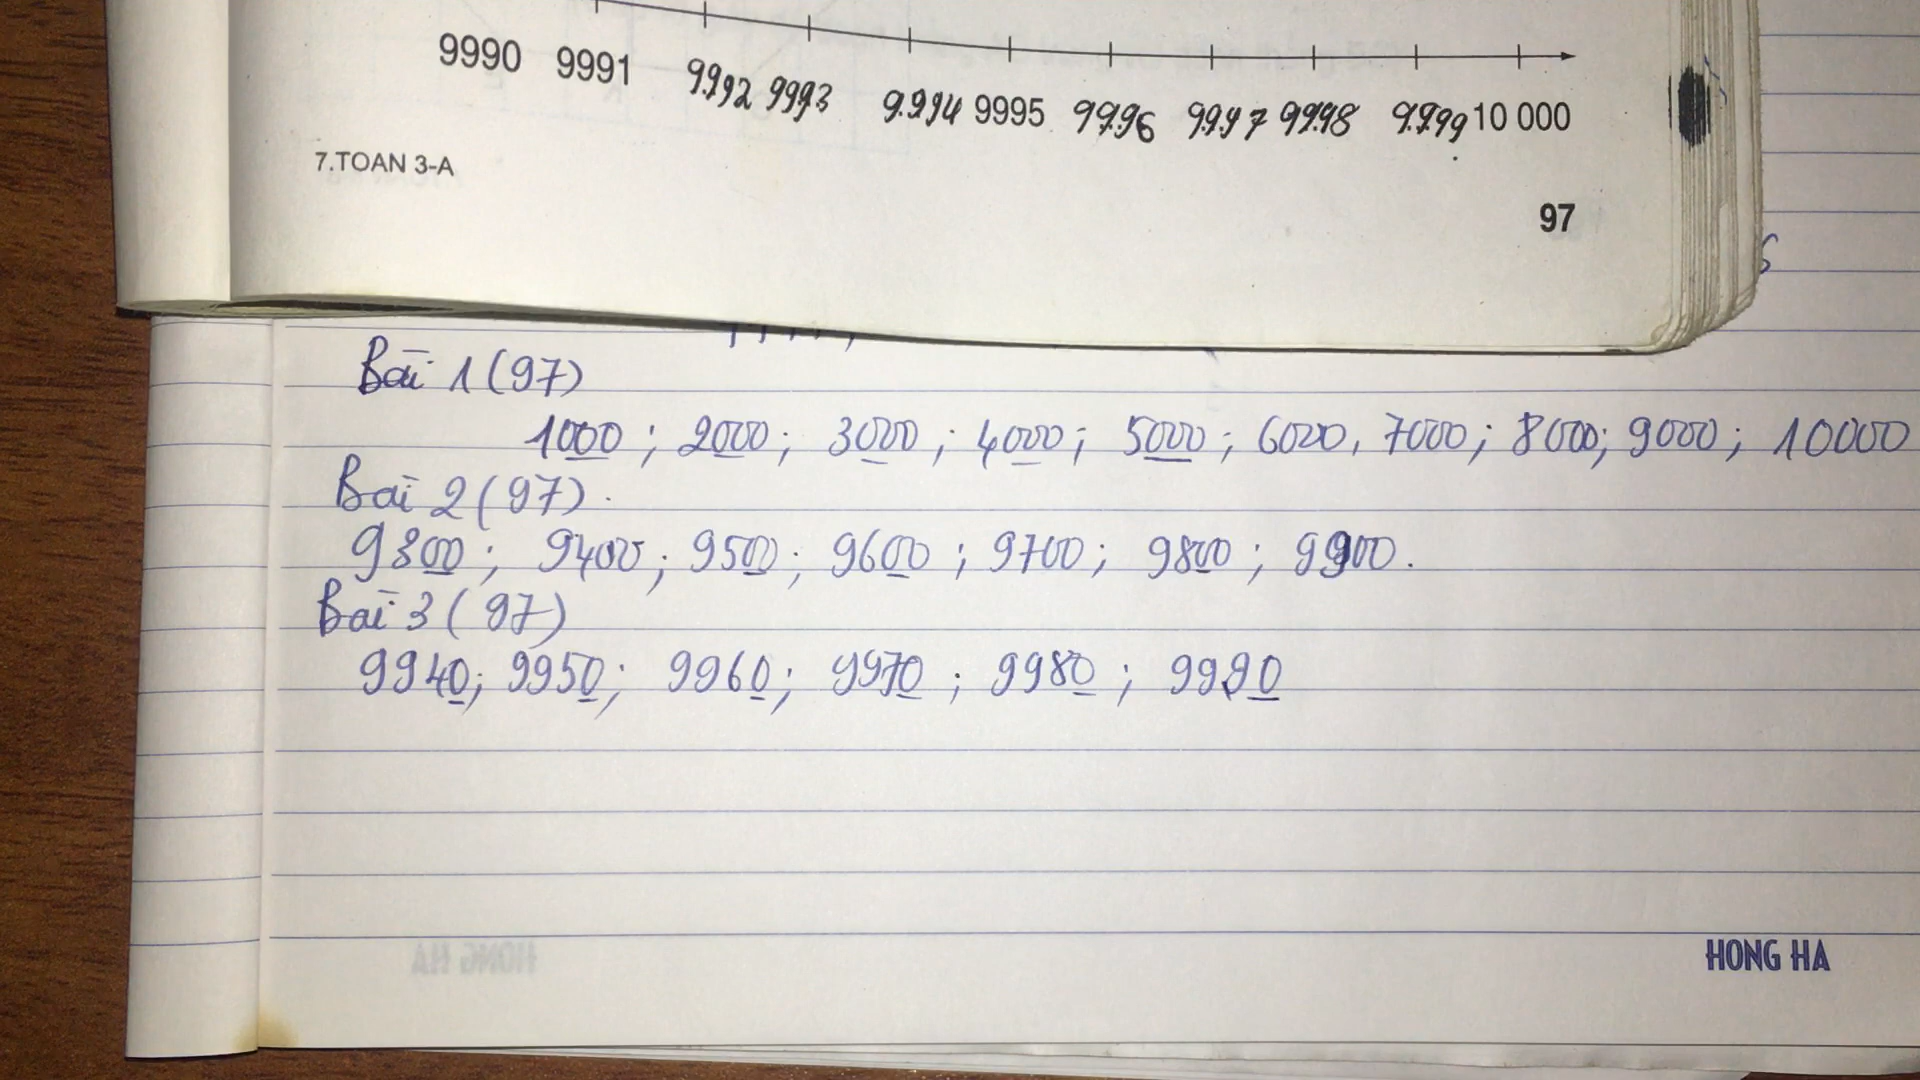 9990 9991 9992 9993 9994 9995 9996 9997 9998 9999 10 000
7.TOAN 3-A
97
Bài 1 (97)
1000 ; 2000 ; 3000 ; 4000 ; 5000 ; 6000, 7000 ; 8000; 9000 ; 10000
Bài 2 (97).
9300 ; 9400 ; 9500 ; 9600 ; 9700 ; 9800 ; 9900.
Bài 3 (97)
9940; 9950; 9960; 9970 ; 9980 ; 9990
HONG HA